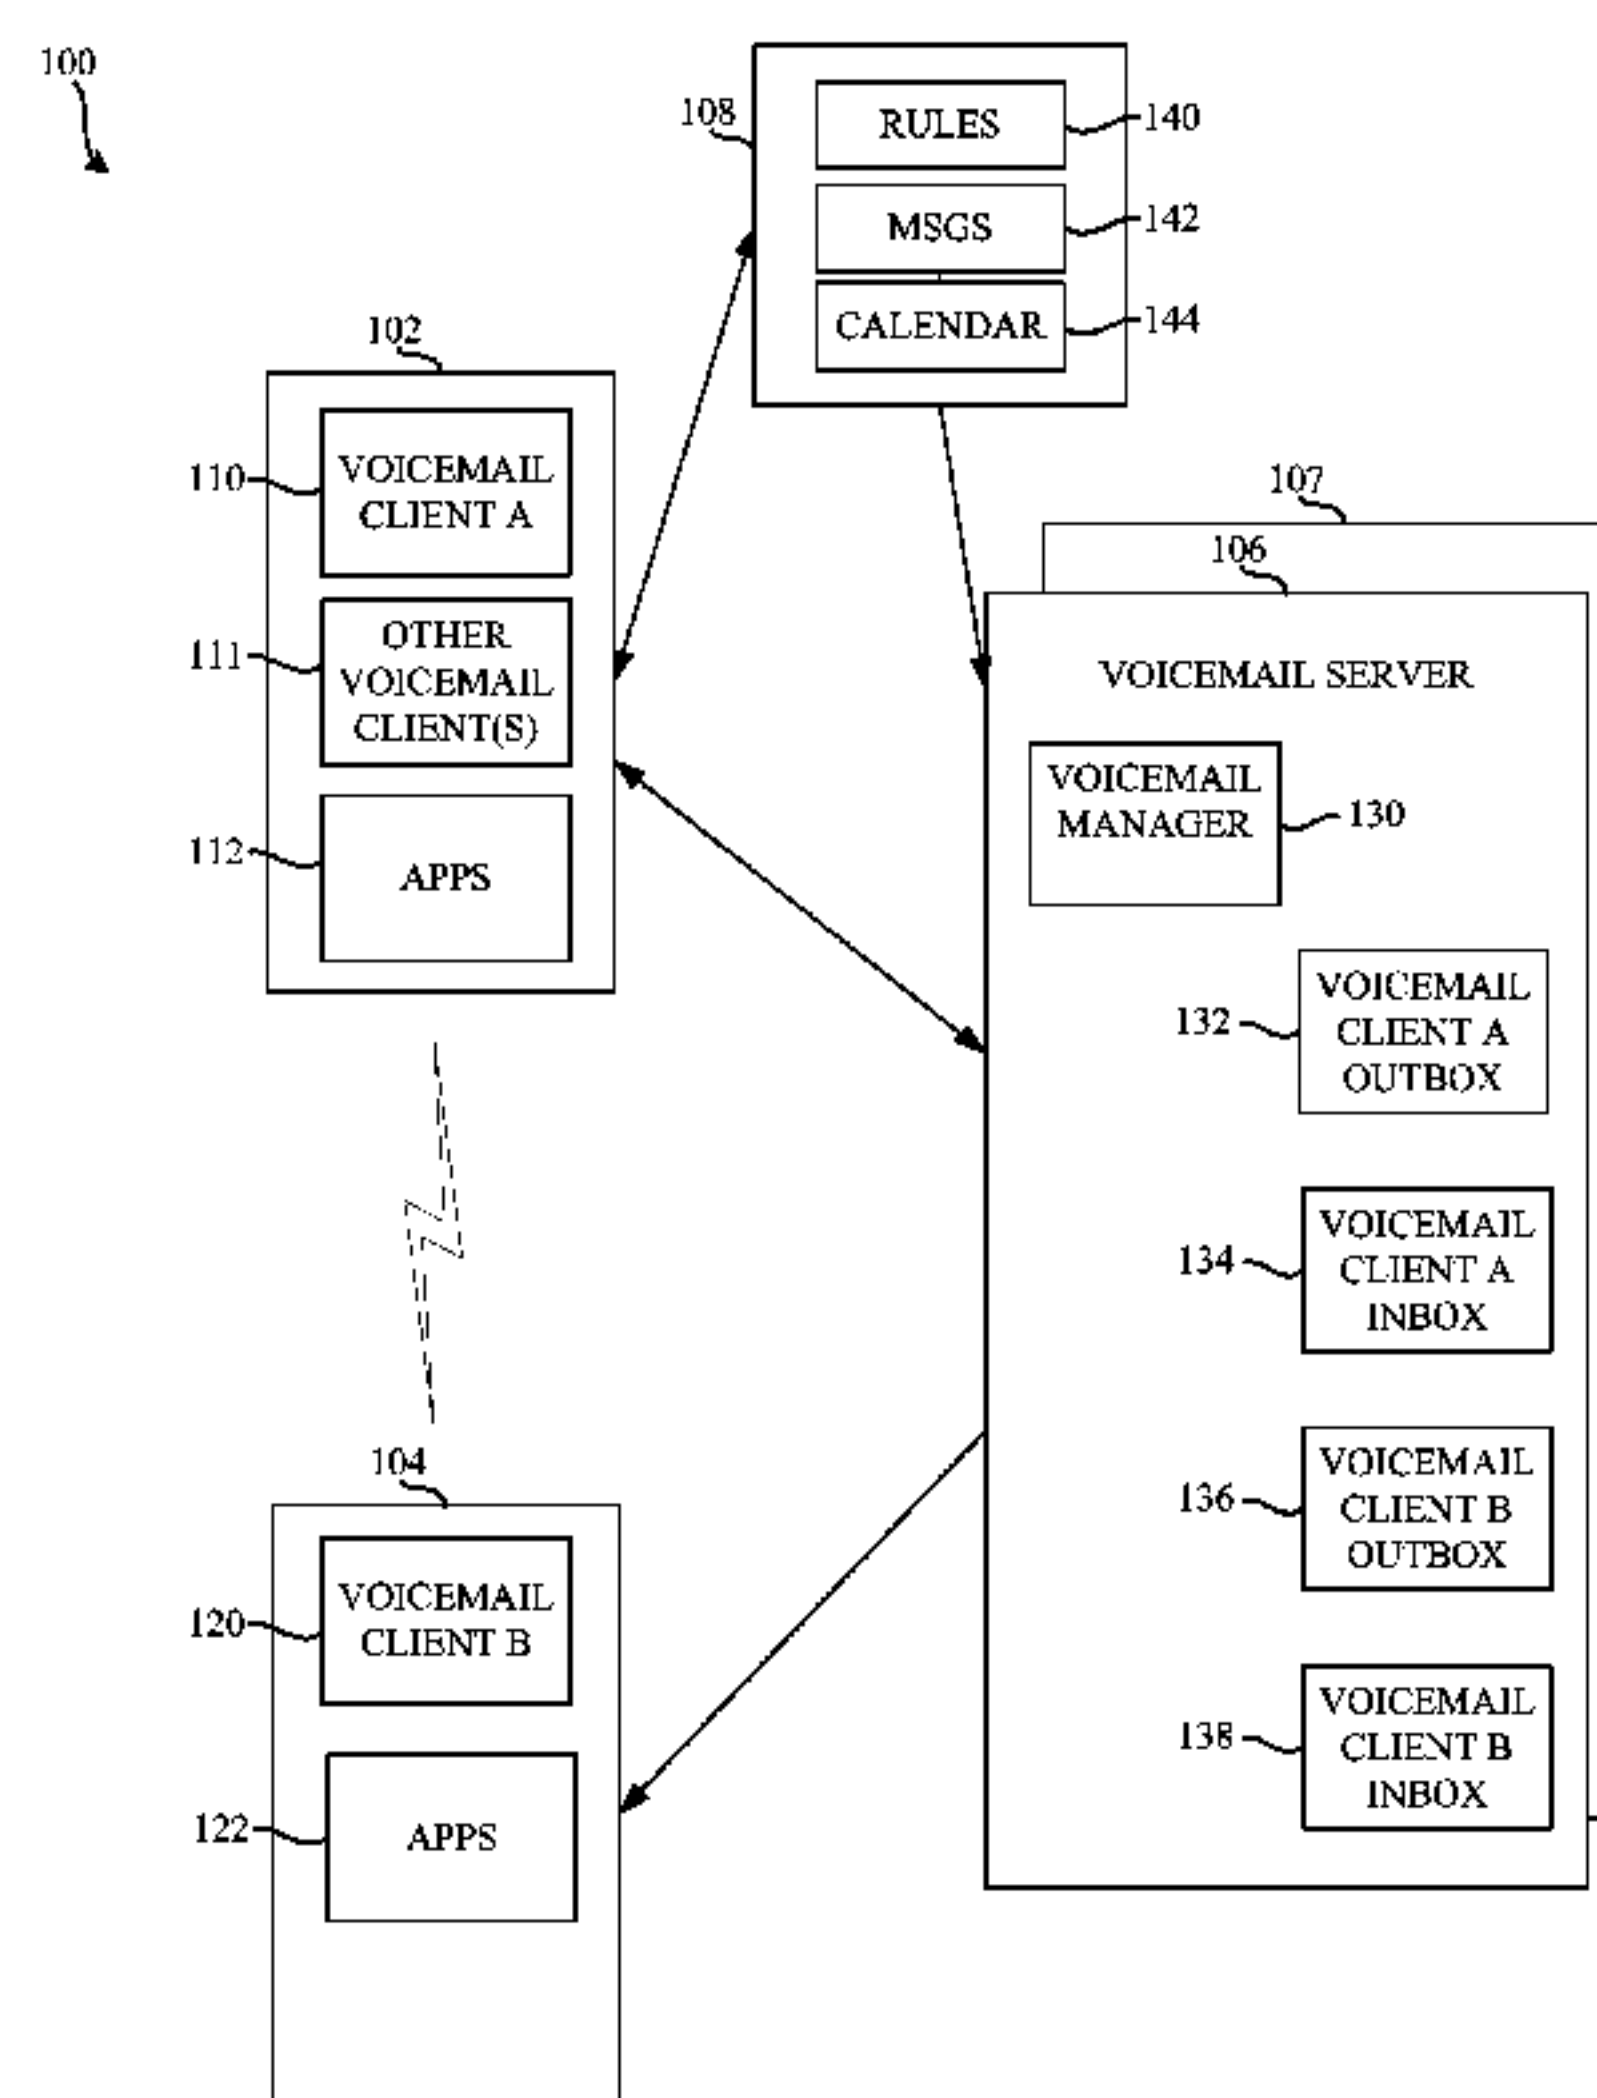 100
108
RULES
140
MSGS
142
CALENDAR
144
102
110
VOICEMAIL
CLIENT A
111
OTHER
VOICEMAIL
CLIENT(S)
112
APPS
107
106
VOICEMAIL SERVER
VOICEMAIL
MANAGER
130
132
VOICEMAIL
CLIENT A
OUTBOX
134
VOICEMAIL
CLIENT A
INBOX
136
VOICEMAIL
CLIENT B
OUTBOX
138
VOICEMAIL
CLIENT B
INBOX
104
120
VOICEMAIL
CLIENT B
122
APPS